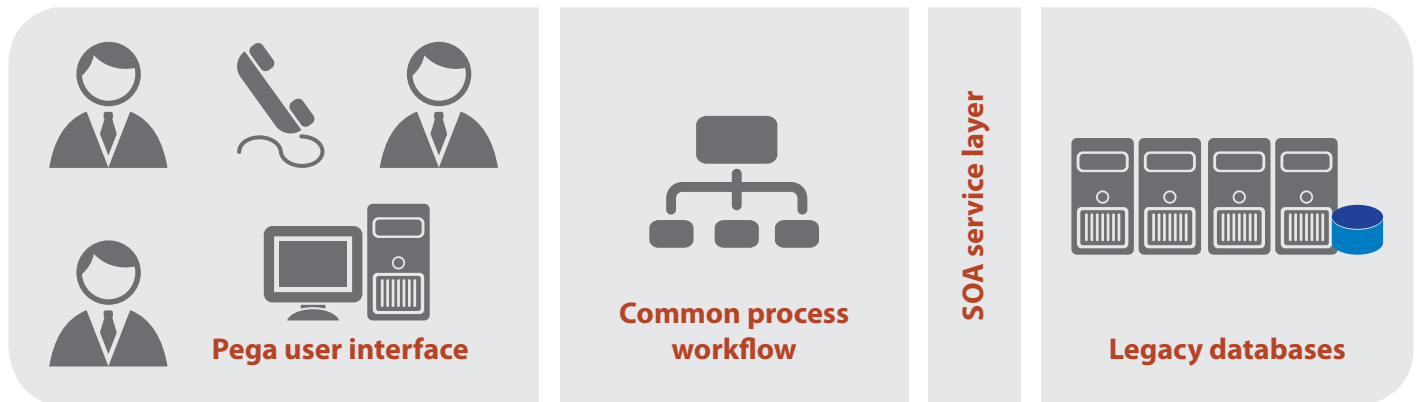 Pega user interface
Common process
workflow
SOA service layer
Legacy databases